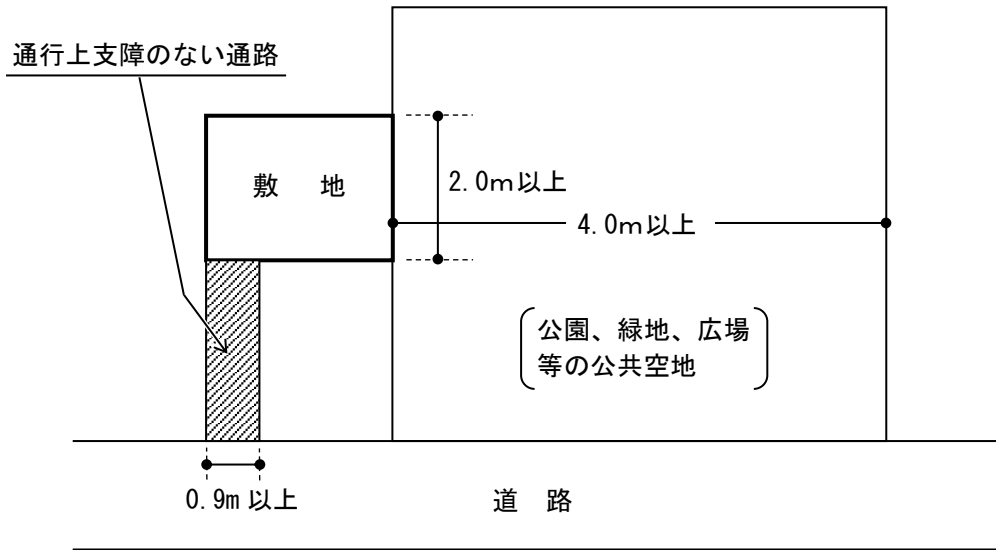 通行上支障のない通路
敷 地
2.0m以上
4.0m以上
公園、緑地、広場
等の公共空地
0.9m以上
道 路